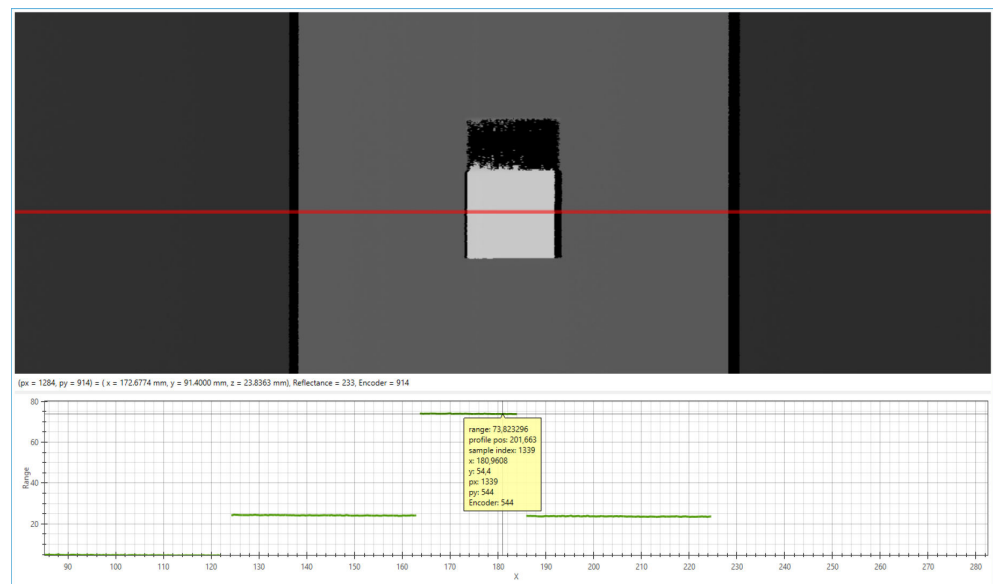 (px = 1284, py = 914) = ( x = 172.6774 mm, y = 91.4000 mm, z = 23.8363 mm), Reflectance = 233, Encoder = 914
80
60
40
20
Range
range: 73,823296
profile pos: 201,663
sample index: 1339
x: 180,9608
y: 54,4
px: 1339
py: 544
Encoder: 544
90 100 110 120 130 140 150 160 170 180 190 200 210 220 230 240 250 260 270 280
X